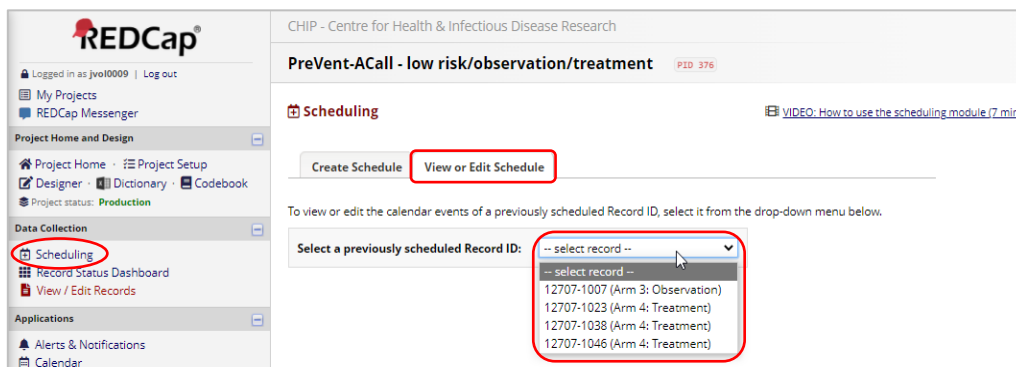 REDCap®
Logged in as jvol0009 | Log out
My Projects
REDCap Messenger
Project Home and Design
Project Home · Project Setup
Designer · Dictionary · Codebook
Project status: Production
Data Collection
Scheduling
Record Status Dashboard
View / Edit Records
Applications
Alerts & Notifications
Calendar
CHIP - Centre for Health & Infectious Disease Research
PreVent-ACall - low risk/observation/treatment PID 376
Scheduling
VIDEO: How to use the scheduling module (7 min
Create Schedule View or Edit Schedule
To view or edit the calendar events of a previously scheduled Record ID, select it from the drop-down menu below.
Select a previously scheduled Record ID: -- select record --
-- select record --
12707-1007 (Arm 3: Observation)
12707-1023 (Arm 4: Treatment)
12707-1038 (Arm 4: Treatment)
12707-1046 (Arm 4: Treatment)